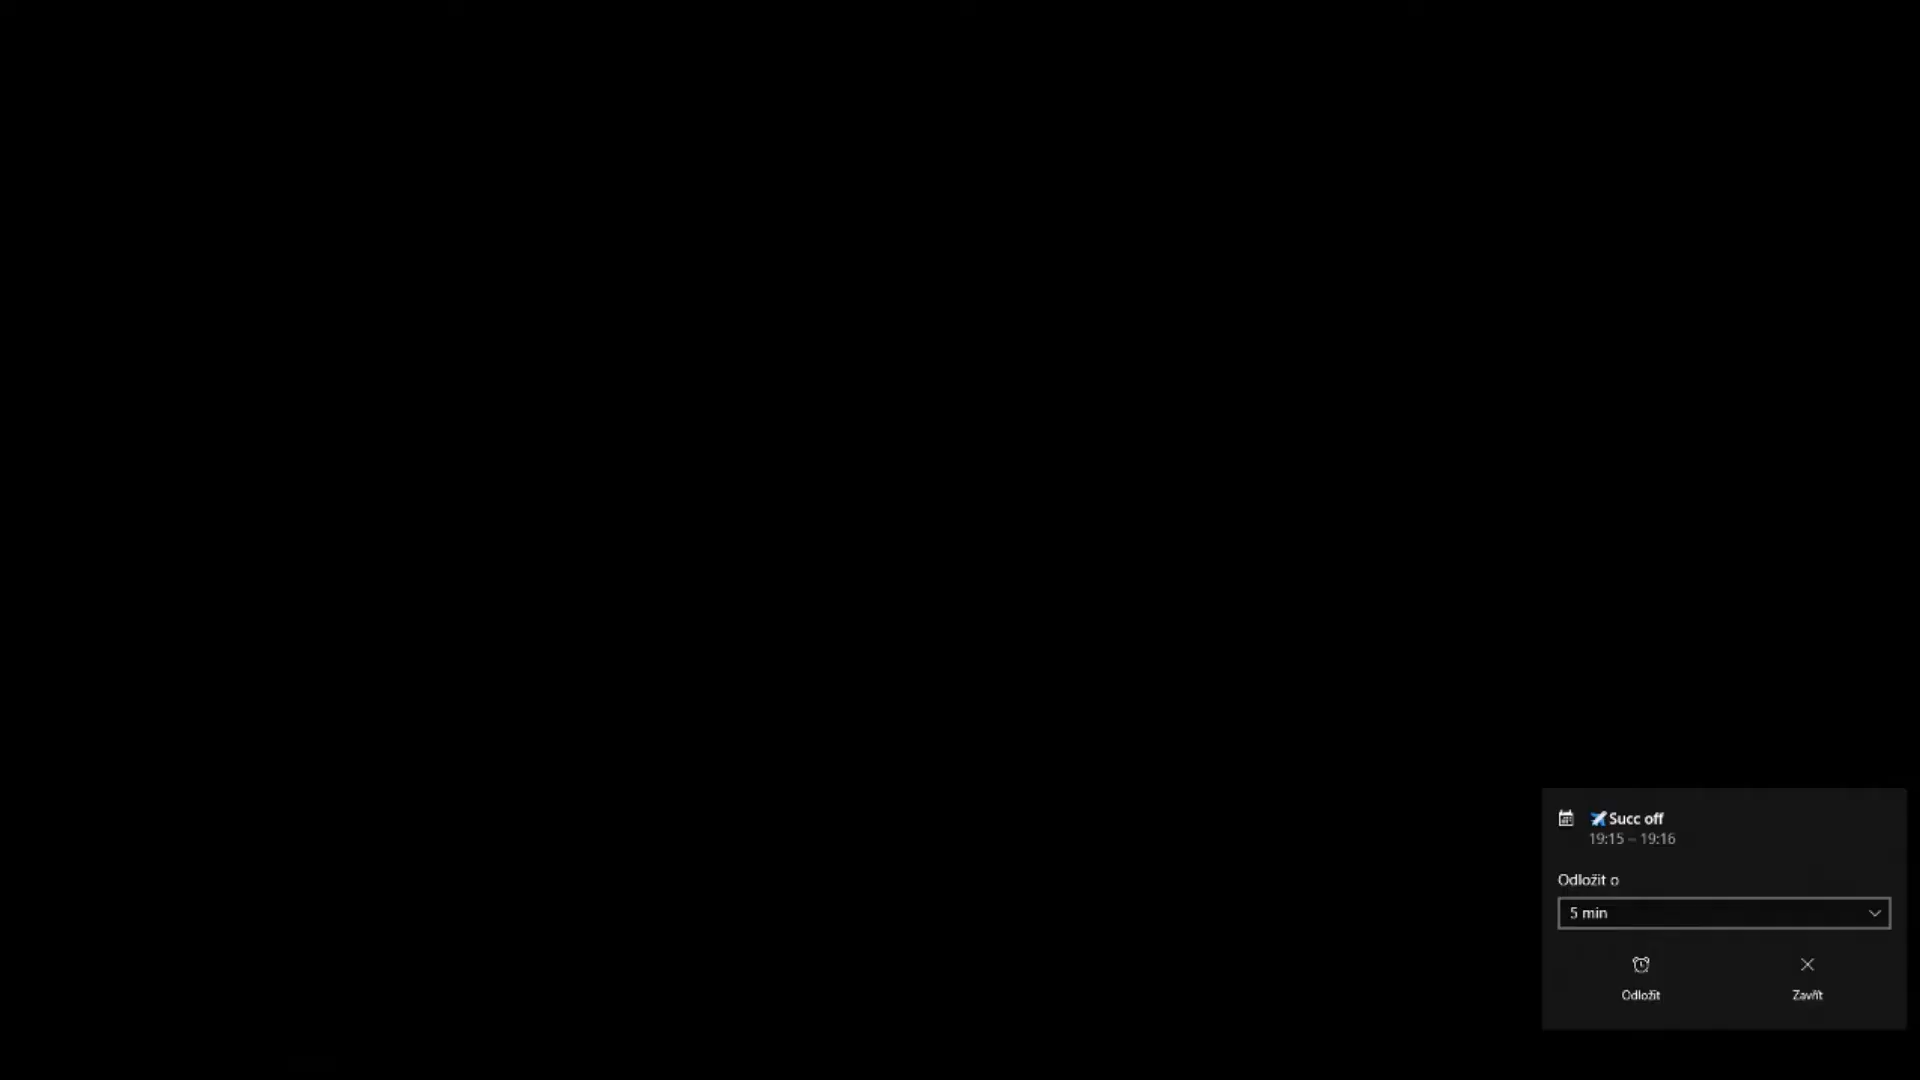 ✈️Succ off
19:15 – 19:16
Odložit o
5 min
Odložit
Zavřít